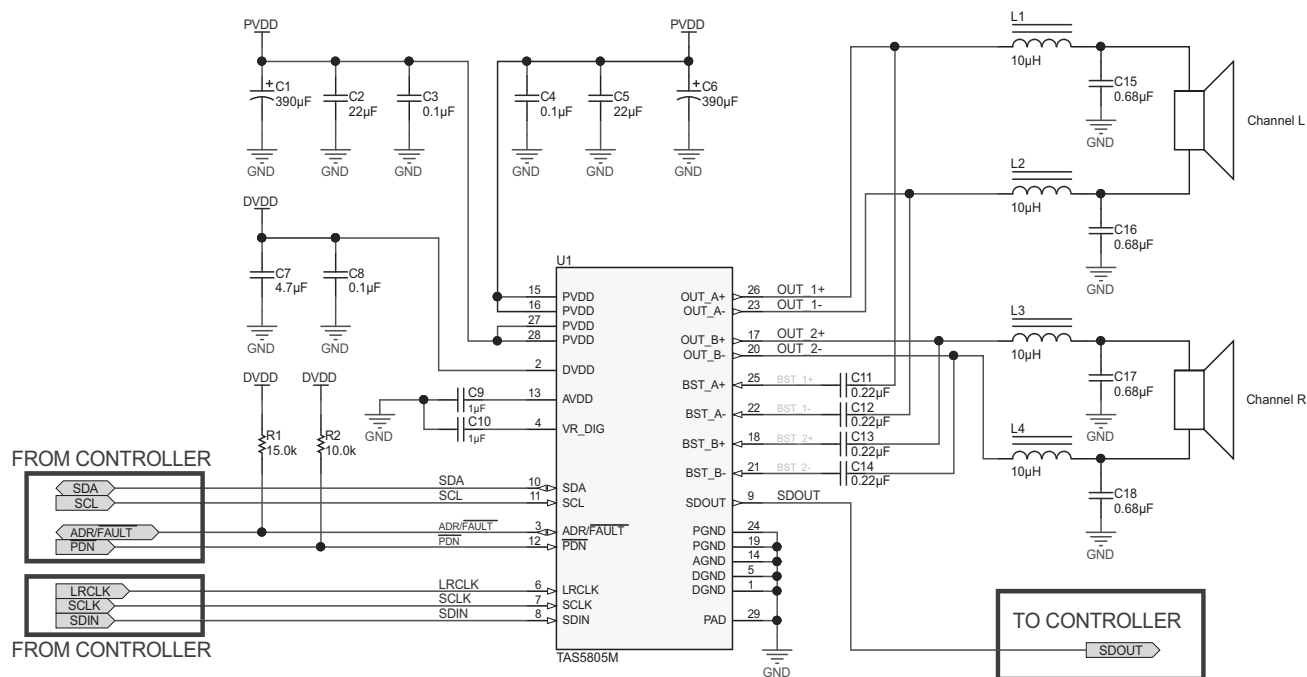 PVDD
C1
390µF
GND
C2
22µF
GND
C3
0.1µF
GND
PVDD
C4
0.1µF
GND
C5
22µF
GND
C6
390µF
GND
DVDD
C7
4.7µF
GND
C8
0.1µF
GND
DVDD
R1
15.0k
DVDD
R2
10.0k
GND
C9
1µF
C10
1µF
FROM CONTROLLER
SDA
SCL
ADR/FAULT
PDN
SDA
SCL
ADR/FAULT
PDN
LRCLK
SCLK
SDIN
LRCLK
SCLK
SDIN
FROM CONTROLLER
U1
15 PVDD
16 PVDD
27 PVDD
28 PVDD
2 DVDD
13 AVDD
4 VR_DIG
10 SDA
11 SCL
3 ADR/FAULT
12 PDN
6 LRCLK
7 SCLK
8 SDIN
OUT_A+ 26 OUT_1+
OUT_A- 23 OUT_1-
OUT_B+ 17 OUT_2+
OUT_B- 20 OUT_2-
BST_A+ 25 BST_1+
BST_A- 22 BST_1-
BST_B+ 18 BST_2+
BST_B- 21 BST_2-
SDOUT 9 SDOUT
PGND 24
PGND 19
AGND 14
DGND 5
DGND 1
PAD 29
TAS5805M
GND
C11
0.22µF
C12
0.22µF
C13
0.22µF
C14
0.22µF
L1
10µH
C15
0.68µF
GND
Channel L
L2
10µH
C16
0.68µF
GND
L3
10µH
C17
0.68µF
GND
Channel R
L4
10µH
C18
0.68µF
GND
TO CONTROLLER
SDOUT